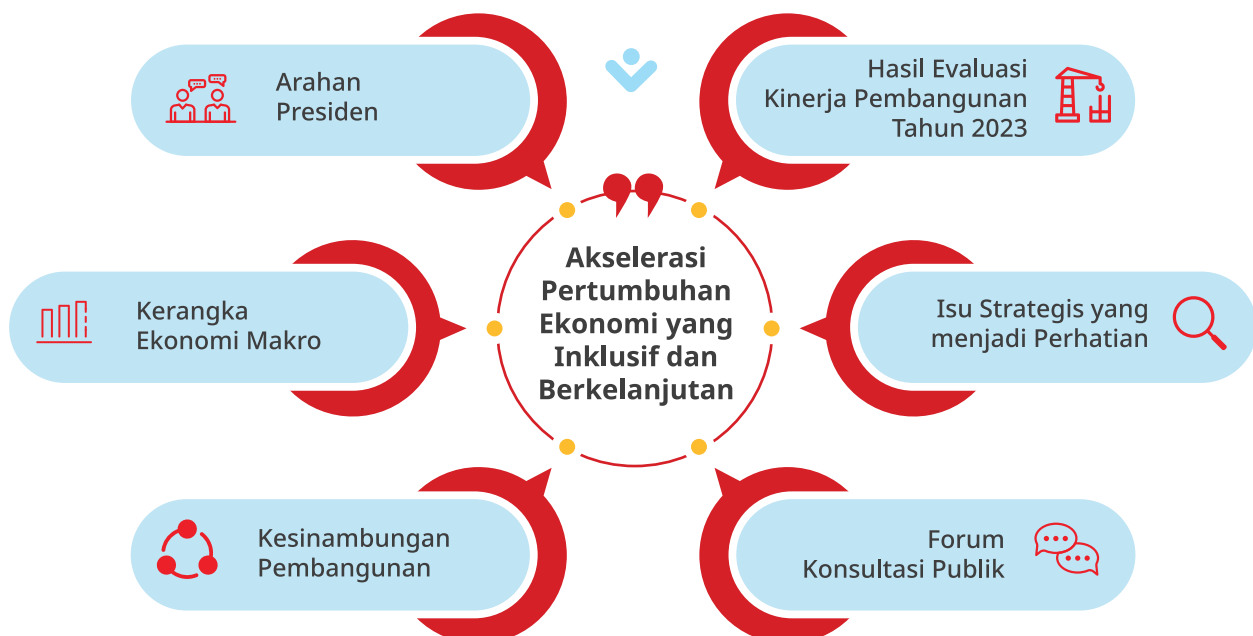 Arahan
Presiden
Hasil Evaluasi
Kinerja Pembangunan
Tahun 2023
Akselerasi
Pertumbuhan
Ekonomi yang
Inklusif dan
Berkelanjutan
Kerangka
Ekonomi Makro
Isu Strategis yang
menjadi Perhatian
Kesinambungan
Pembangunan
Forum
Konsultasi Publik